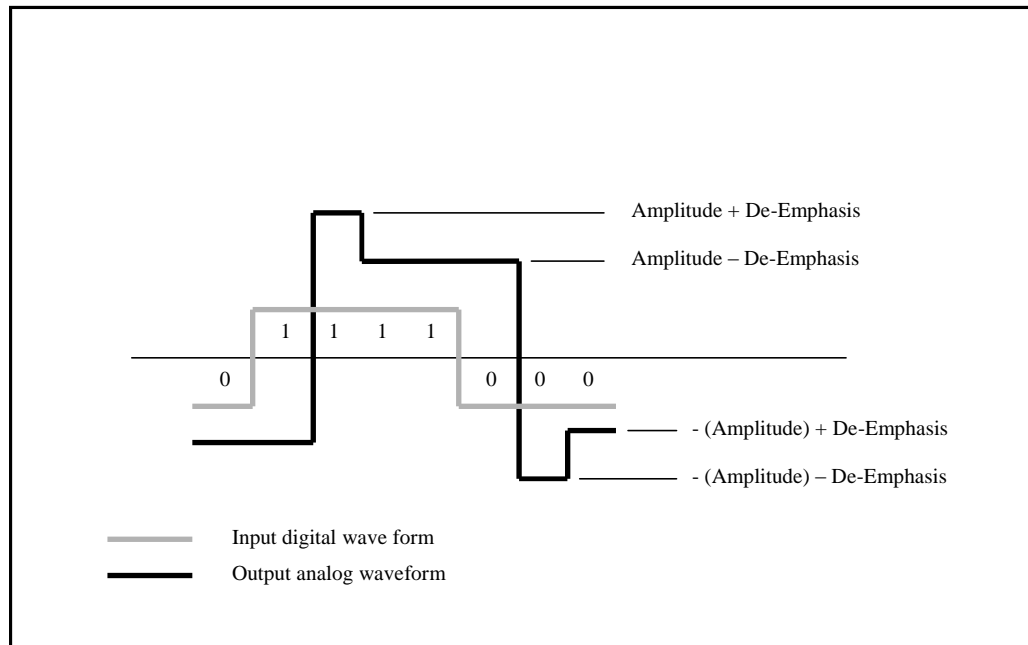 Amplitude + De-Emphasis
Amplitude – De-Emphasis
1 1 1 1
0 0 0 0
- (Amplitude) + De-Emphasis
- (Amplitude) – De-Emphasis
Input digital wave form
Output analog waveform